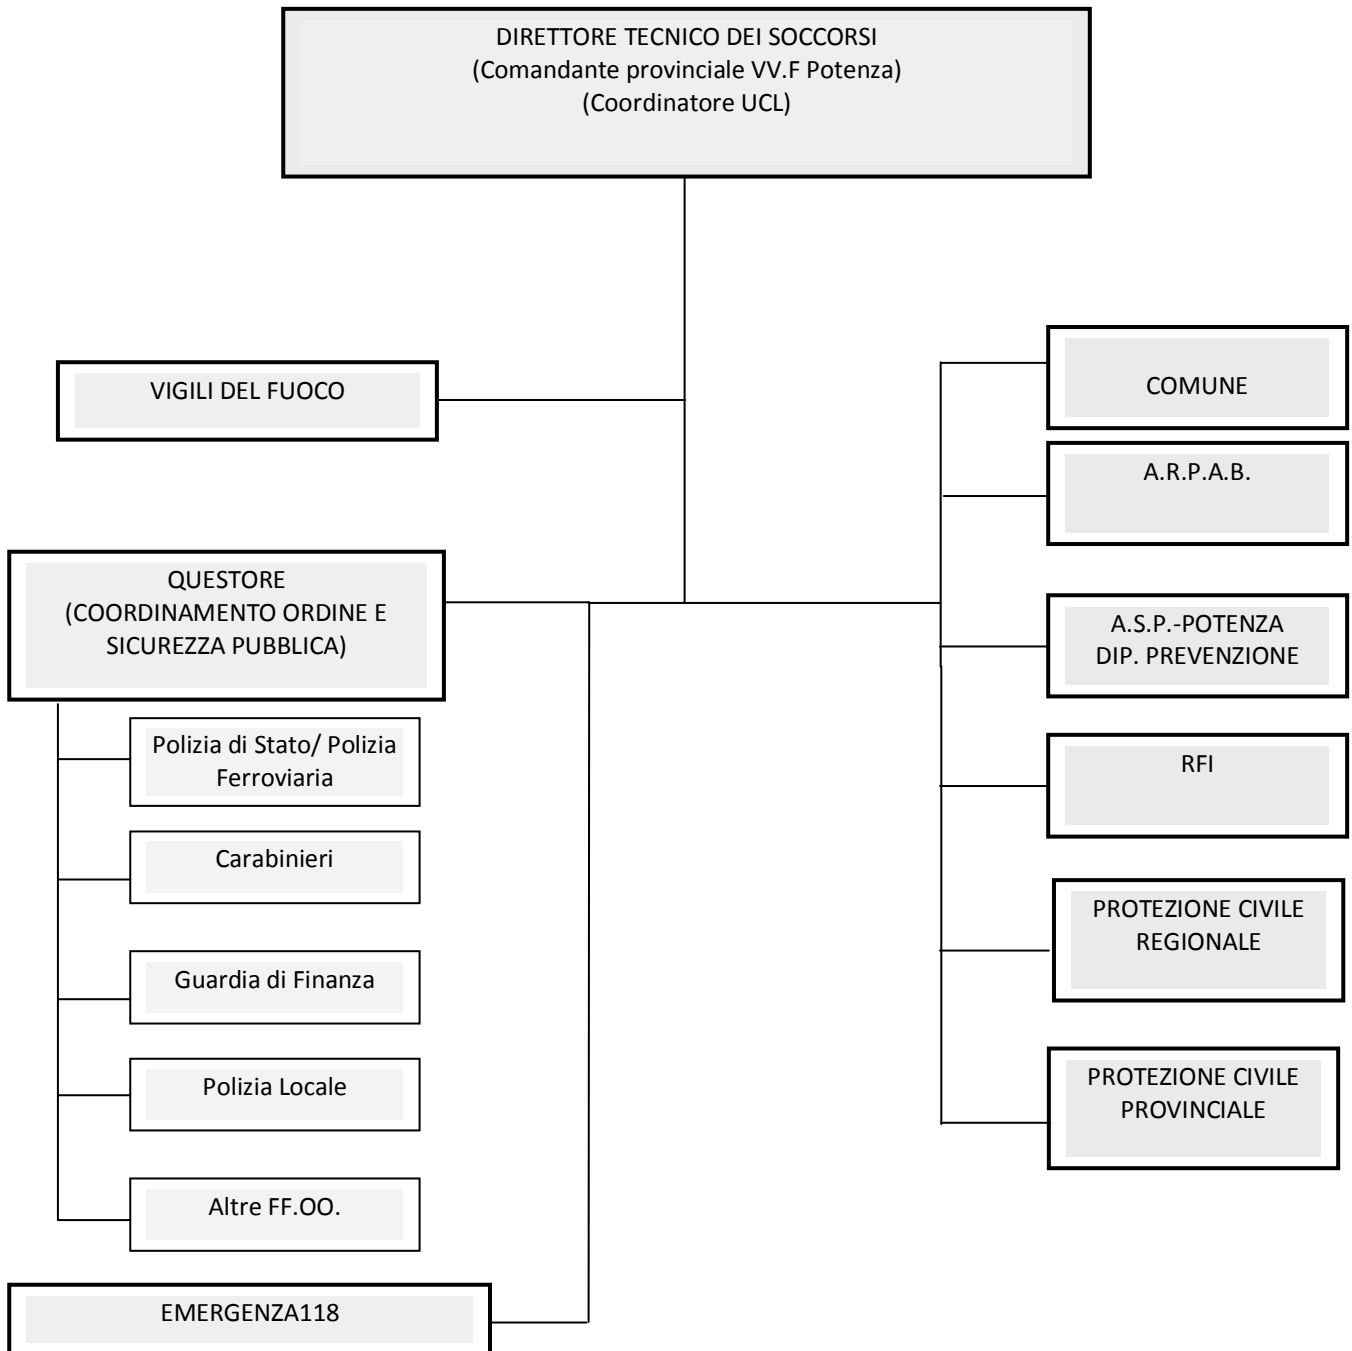 DIRETTORE TECNICO DEI SOCCORSI
(Comandante provinciale VV.F Potenza)
(Coordinatore UCL)
VIGILI DEL FUOCO
QUESTORE
(COORDINAMENTO ORDINE E
SICUREZZA PUBBLICA)
Polizia di Stato/ Polizia
Ferroviaria
Carabinieri
Guardia di Finanza
Polizia Locale
Altre FF.OO.
EMERGENZA118
COMUNE
A.R.P.A.B.
A.S.P.-POTENZA
DIP. PREVENZIONE
RFI
PROTEZIONE CIVILE
REGIONALE
PROTEZIONE CIVILE
PROVINCIALE